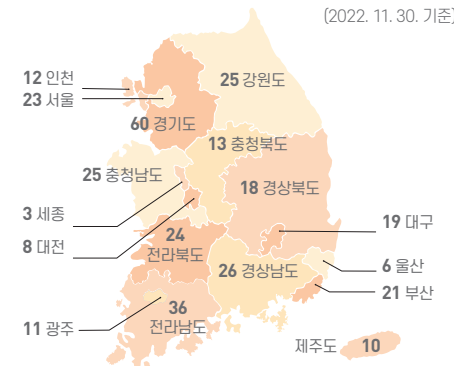 (2022. 11. 30. 기준)
12 인천
23 서울
25 강원도
60 경기도
13 충청북도
25 충청남도
18 경상북도
3 세종
8 대전
19 대구
24
전라북도
26 경상남도
6 울산
21 부산
11 광주
36
전라남도
제주도 10